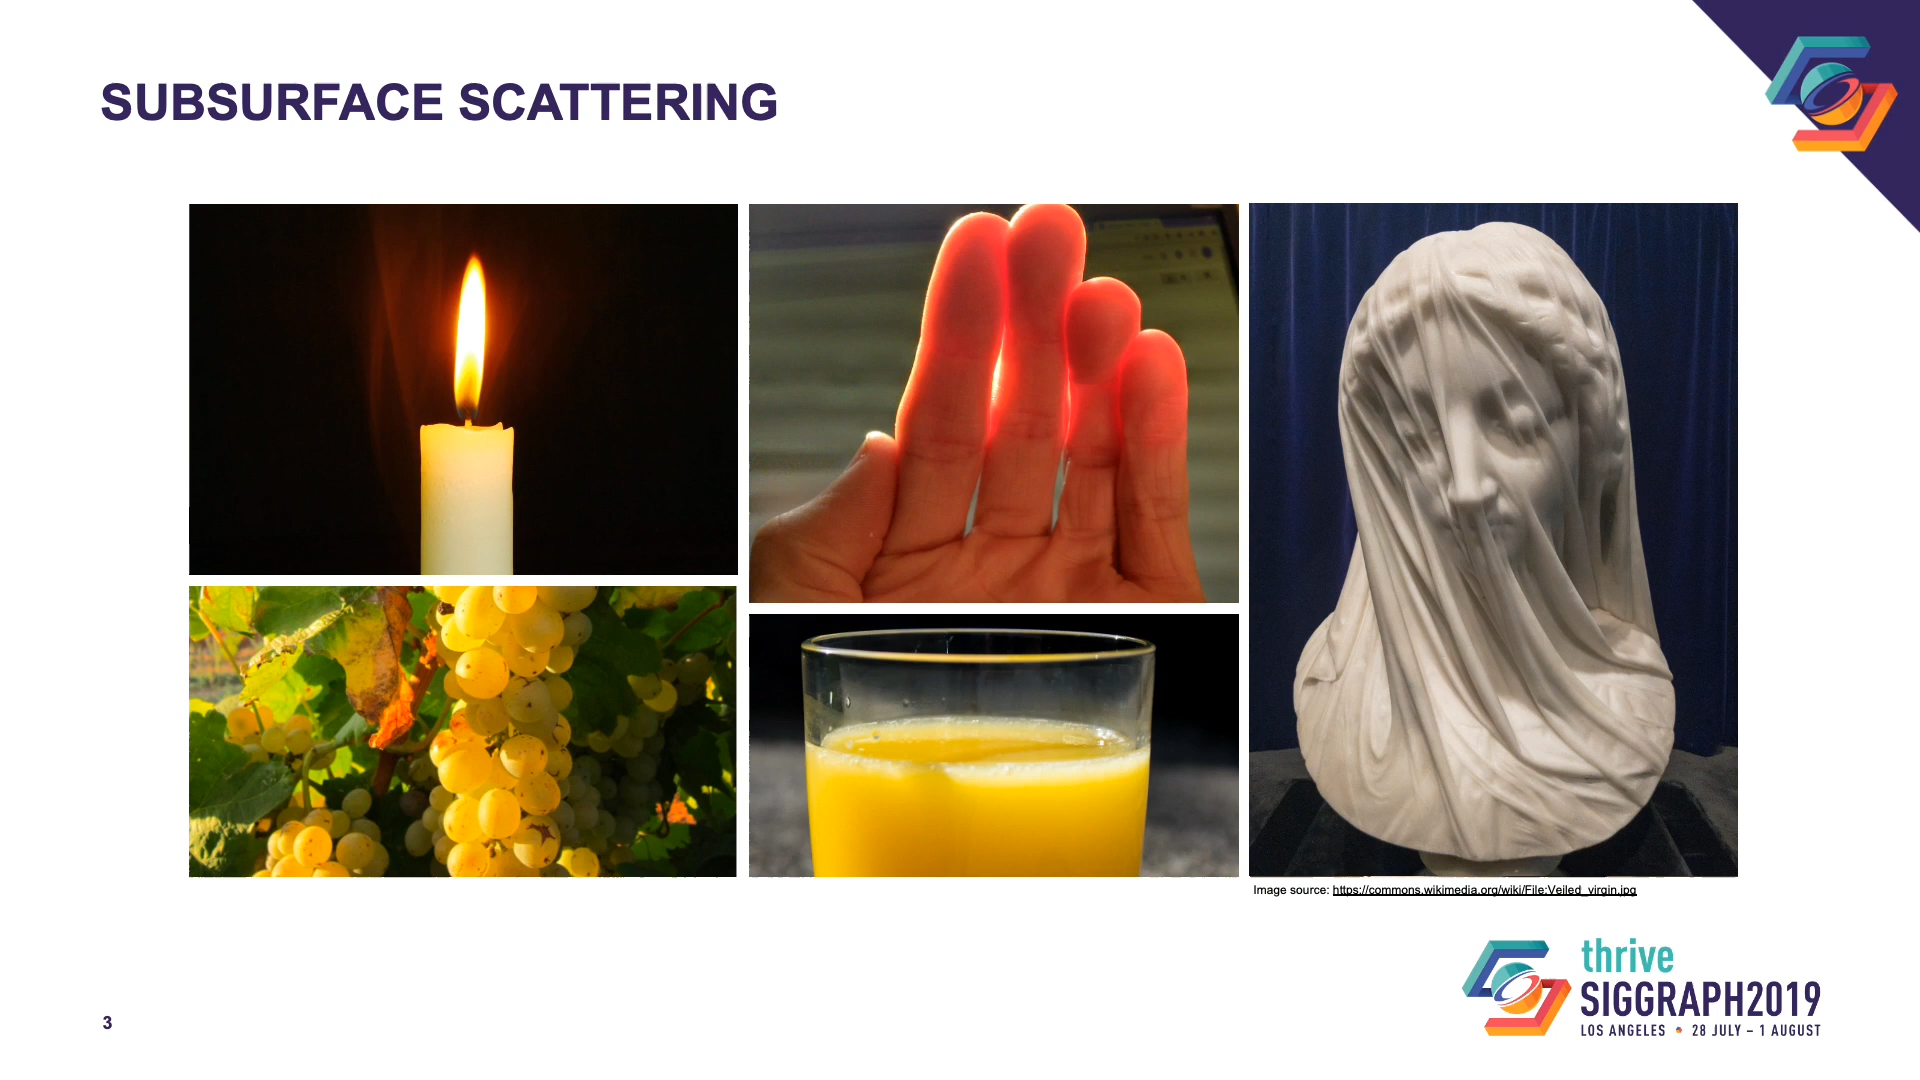 SUBSURFACE SCATTERING
Image source: https://commons.wikimedia.org/wiki/File:Veiled_virgin.jpg
thrive
SIGGRAPH2019
LOS ANGELES • 28 JULY – 1 AUGUST
3